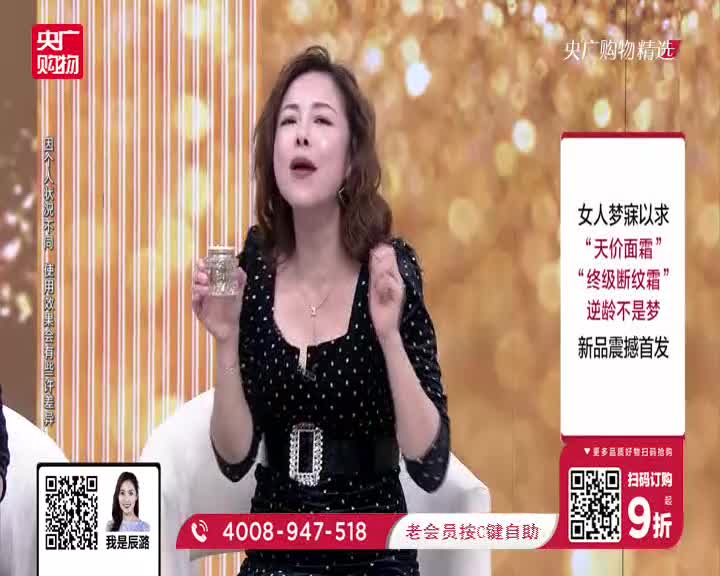 央广
购物
央广购物精选
因个人状况不同 使用效果会有些许差异
女人梦寐以求
“天价面霜”
“终级断纹霜”
逆龄不是梦
新品震撼首发
▼更多品质好物扫码抢购
扫码订购
9折起
我是辰潞
4008-947-518
老会员按C键自助